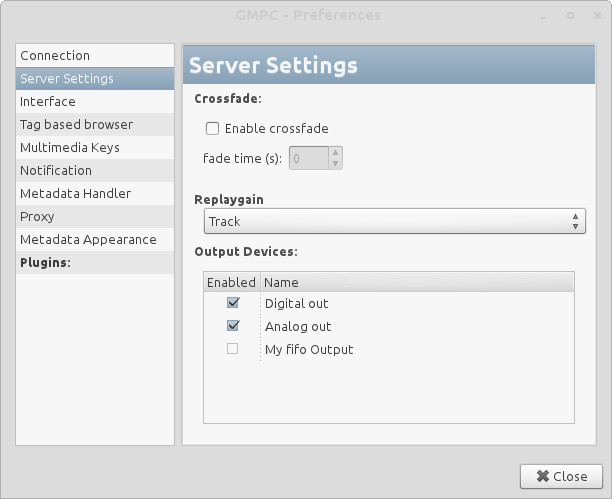 GMPC - Preferences
Connection
Server Settings
Interface
Tag based browser
Multimedia Keys
Notification
Metadata Handler
Proxy
Metadata Appearance
Plugins:
Server Settings
Crossfade:
Enable crossfade
fade time (s): 0
Replaygain
Track
Output Devices:
Enabled Name
Digital out
Analog out
My fifo Output
Close